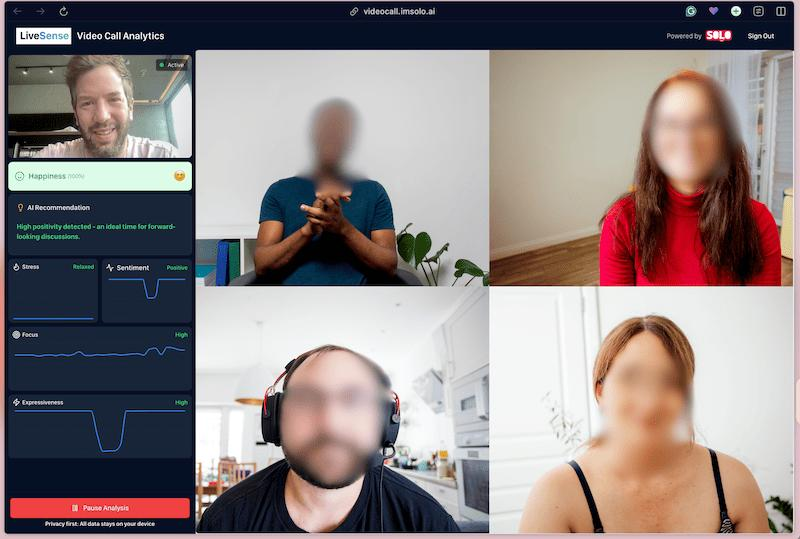 videocall.imsolo.ai
LiveSense Video Call Analytics
Powered by SOLO
Sign Out
Active
Happiness (100%)
AI Recommendation
High positivity detected - an ideal time for forward-
looking discussions.
Stress Relaxed
Sentiment Positive
Focus High
Expressiveness High
Pause Analysis
Privacy first: All data stays on your device